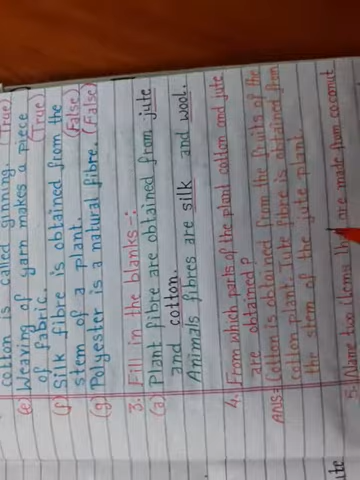 cotton is called ginning. (True)
(e) Weaving of yarn makes a piece
of fabric. (True)
(f) Silk fibre is obtained from the
stem of a plant. (False)
(g) Polyester is a natural fibre. (False)
3. Fill in the blanks-:
(a) Plant fibre are obtained from jute
and cotton.
Animals fibres are silk and wool.
4. From which parts of the plant cotton and jute
are obtained?
ANS= Cotton is obtained from the fruits of the
cotton plant. Jute fibre is obtained from
the stem of the jute plant.
5. Name two items are made from coconut